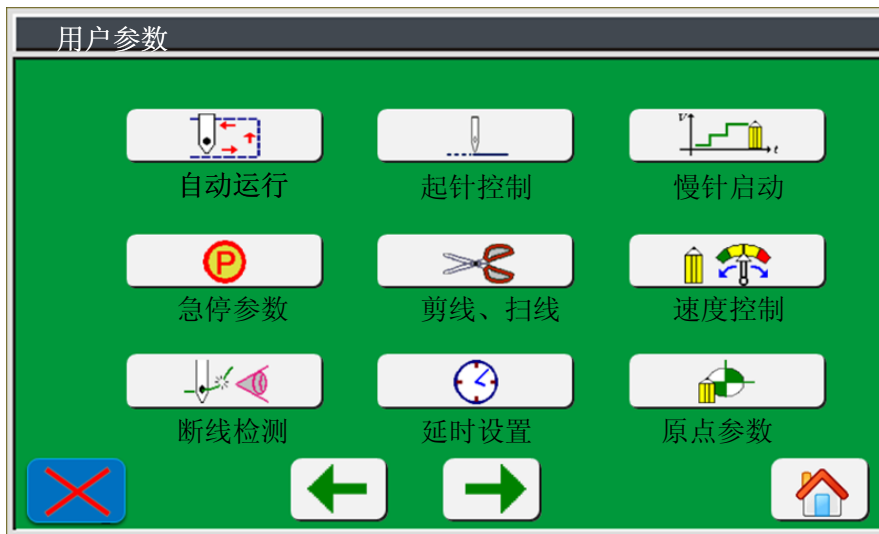 用户参数
V
t
自动运行 起针控制 慢针启动
P
急停参数 剪线、扫线 速度控制
断线检测 延时设置 原点参数